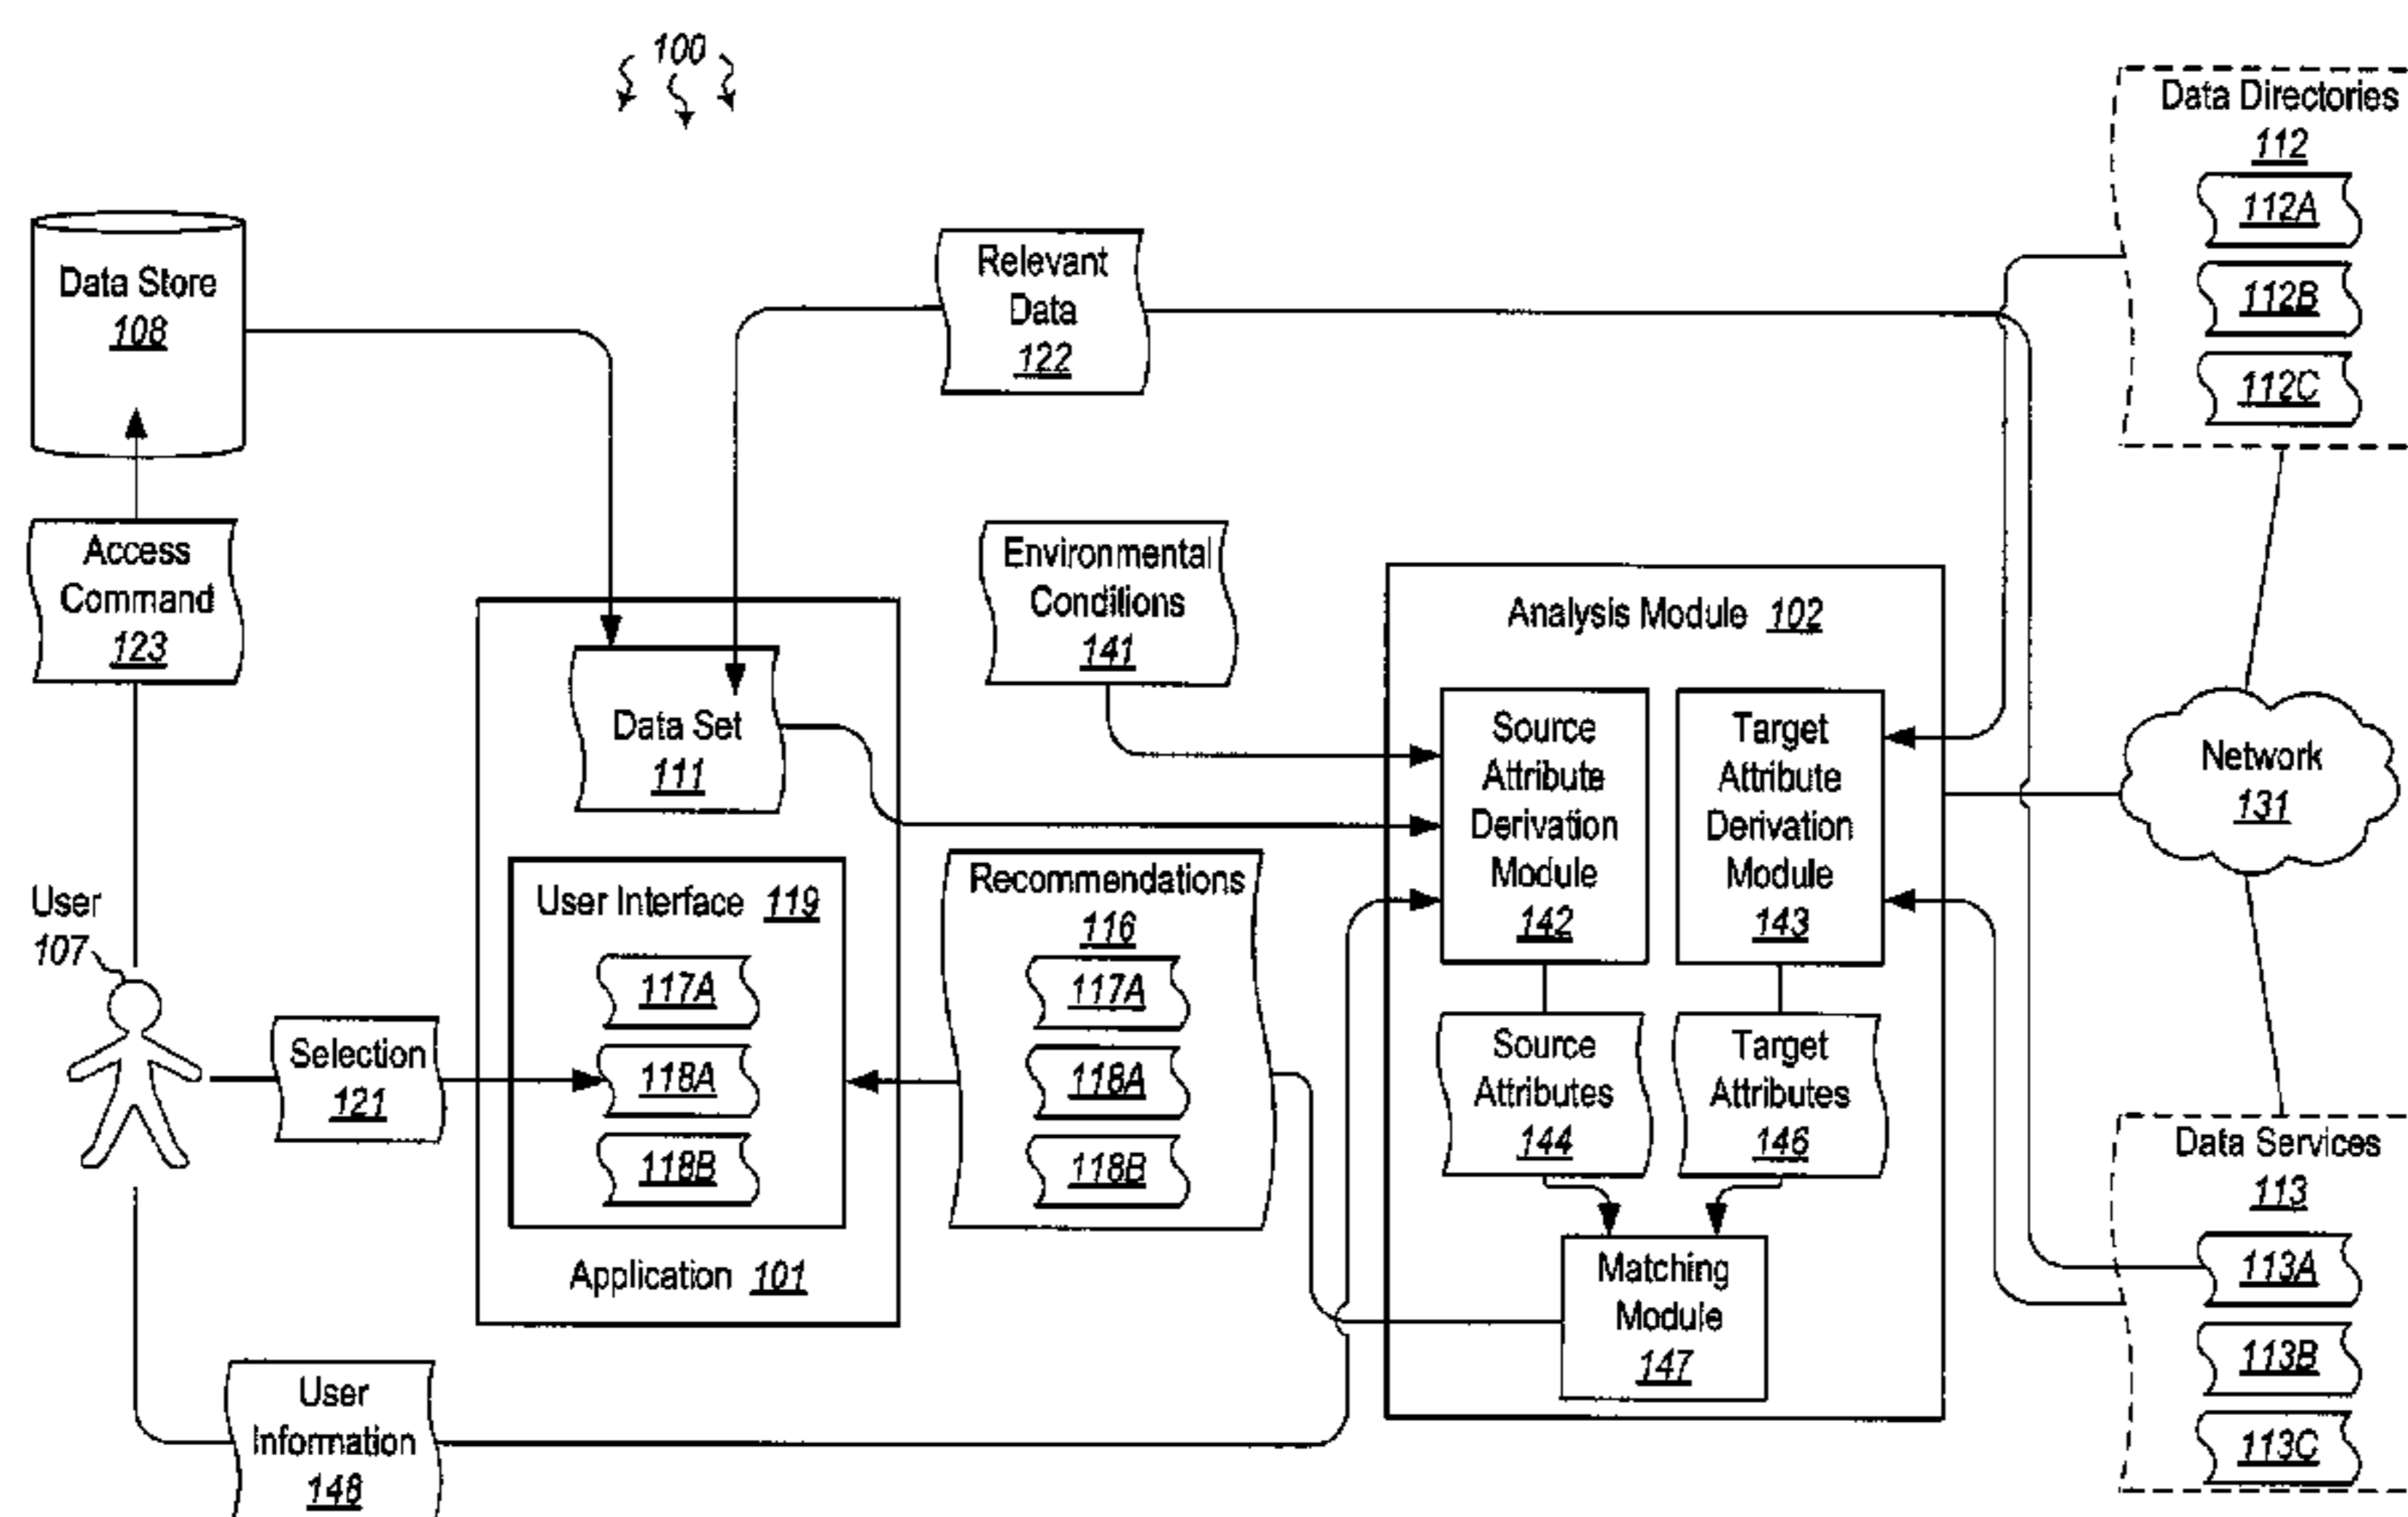 100
Data Directories
112
112A
112B
112C
Data Store
108
Relevant
Data
122
Access
Command
123
Environmental
Conditions
141
Data Set
111
Analysis Module 102
Source
Attribute
Derivation
Module
142
Target
Attribute
Derivation
Module
143
Network
131
User
107
User Interface 119
117A
118A
118B
Application 101
Selection
121
Recommendations
116
117A
118A
118B
Source
Attributes
144
Target
Attributes
146
Matching
Module
147
Data Services
113
113A
113B
113C
User
Information
148